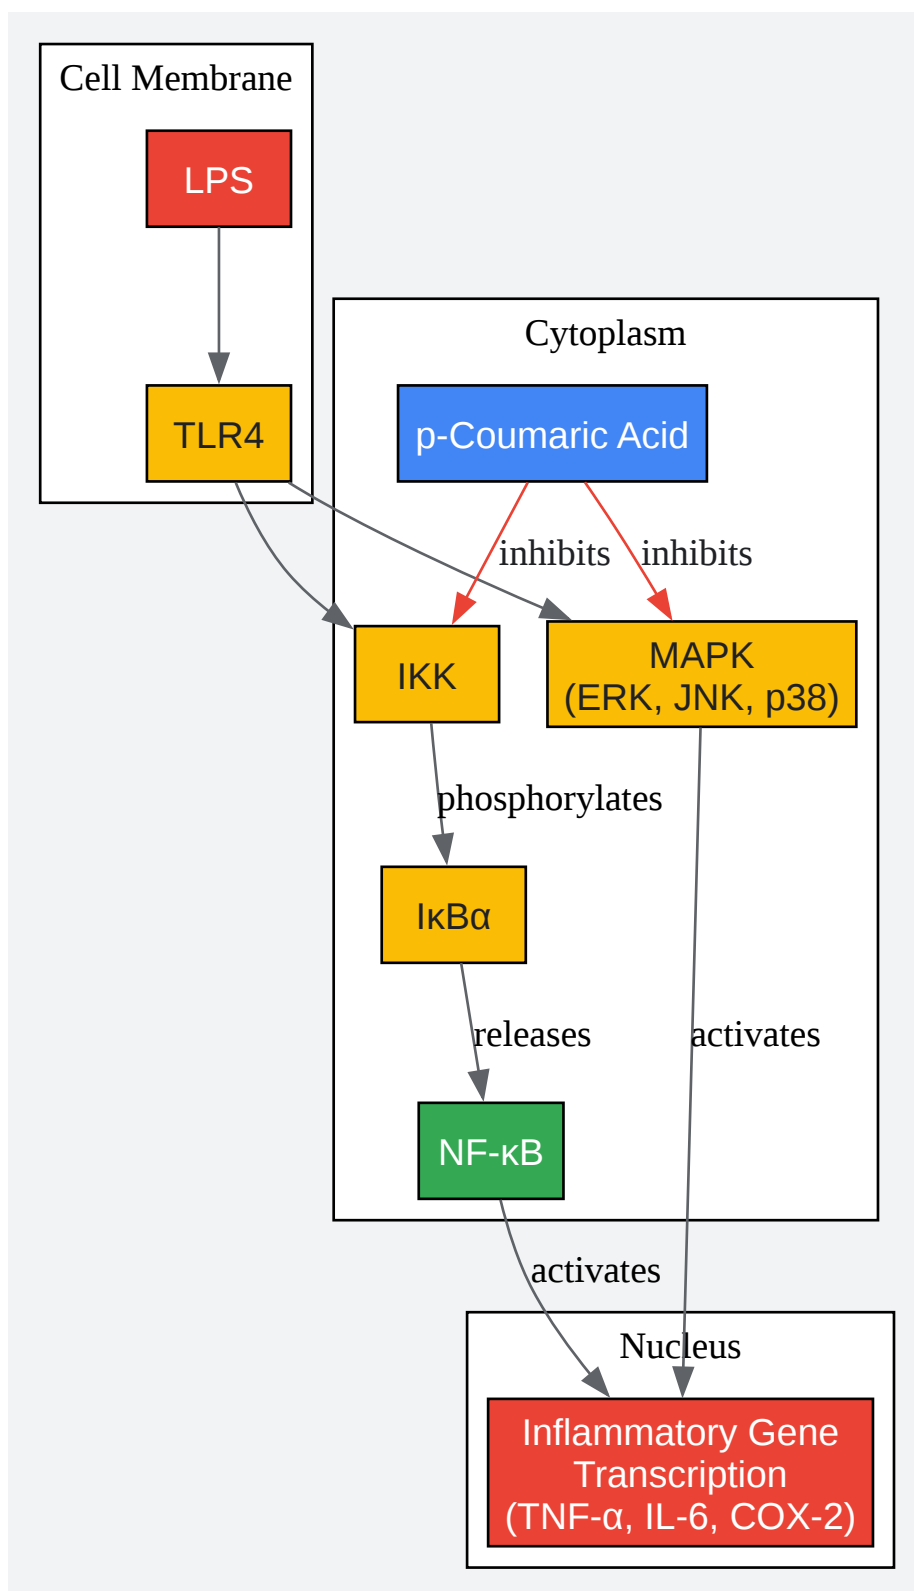 Cell Membrane
LPS
TLR4
Cytoplasm
p-Coumaric Acid
inhibits
inhibits
IKK
MAPK
(ERK, JNK, p38)
phosphorylates
IκBα
releases
activates
NF-κB
activates
Nucleus
Inflammatory Gene
Transcription
(TNF-α, IL-6, COX-2)